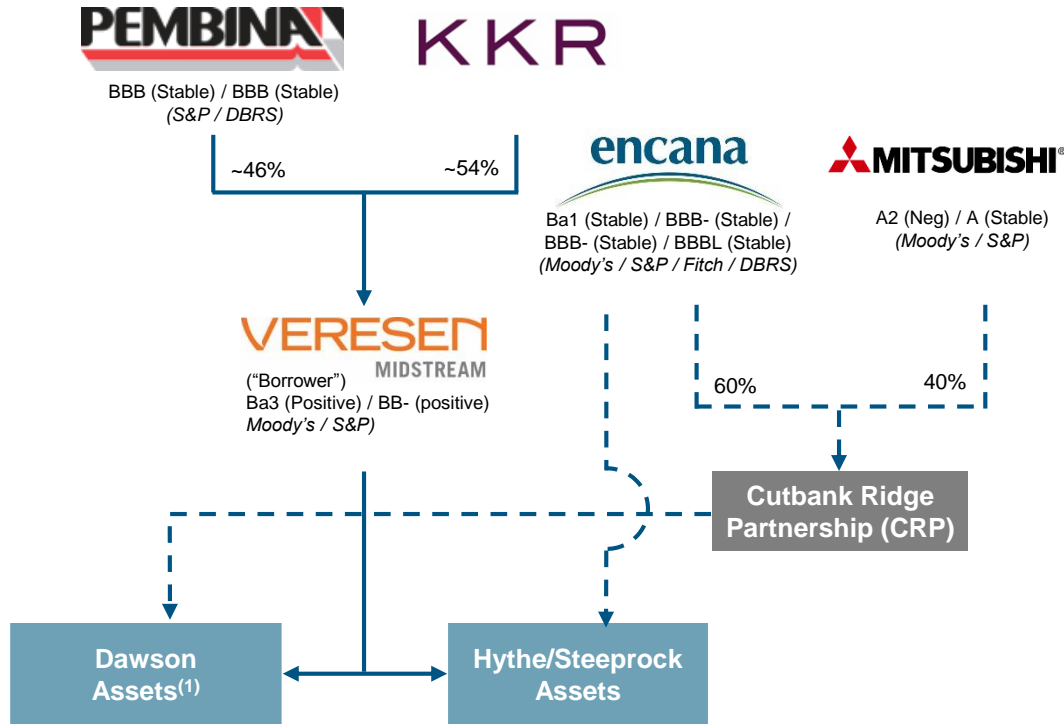 PEMBINA
KKR
BBB (Stable) / BBB (Stable)
(S&P / DBRS)
~46%
~54%
encana
MITSUBISHI®
Ba1 (Stable) / BBB- (Stable) /
BBB- (Stable) / BBBL (Stable)
(Moody's / S&P / Fitch / DBRS)
A2 (Neg) / A (Stable)
(Moody's / S&P)
VERESEN
MIDSTREAM
("Borrower")
Ba3 (Positive) / BB- (positive)
Moody's / S&P)
60%
40%
Cutbank Ridge
Partnership (CRP)
Dawson
Assets(1)
Hythe/Steeprock
Assets